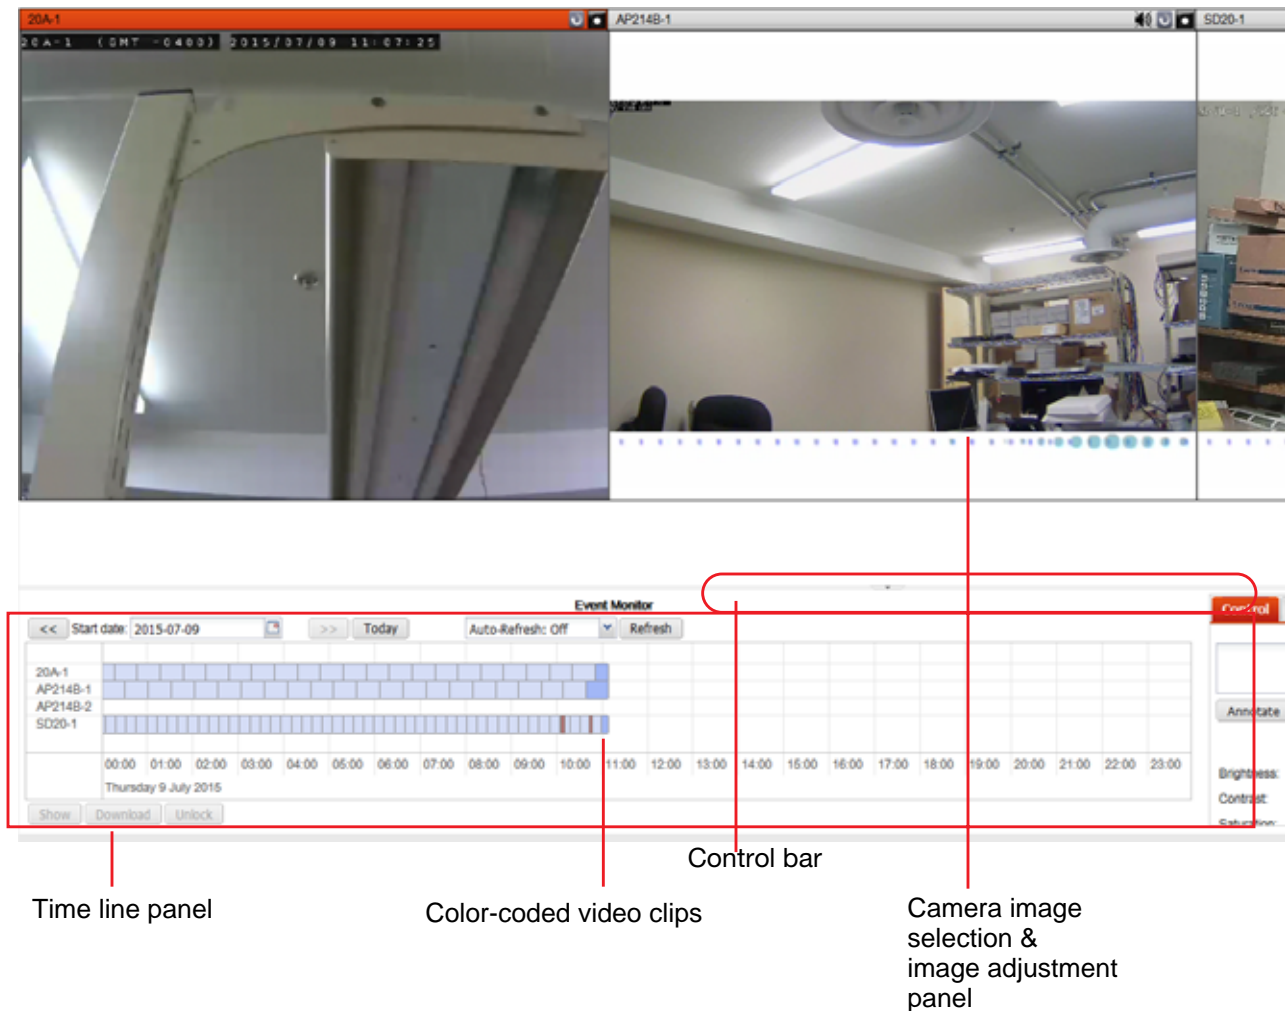 20A-1
AP214B-1
SD20-1
20A-1 (GMT -0400) 2015/07/09 11:07:25
Event Monitor
Control
<< Start date: 2015-07-09 >> Today Auto-Refresh: Off Refresh
20A-1
AP214B-1
AP214B-2
SD20-1
Annotate
00:00 01:00 02:00 03:00 04:00 05:00 06:00 07:00 08:00 09:00 10:00 11:00 12:00 13:00 14:00 15:00 16:00 17:00 18:00 19:00 20:00 21:00 22:00 23:00
Thursday 9 July 2015
Brightness:
Contrast:
Saturation:
Show Download Unlock
Control bar
Time line panel
Color-coded video clips
Camera image
selection &
image adjustment
panel